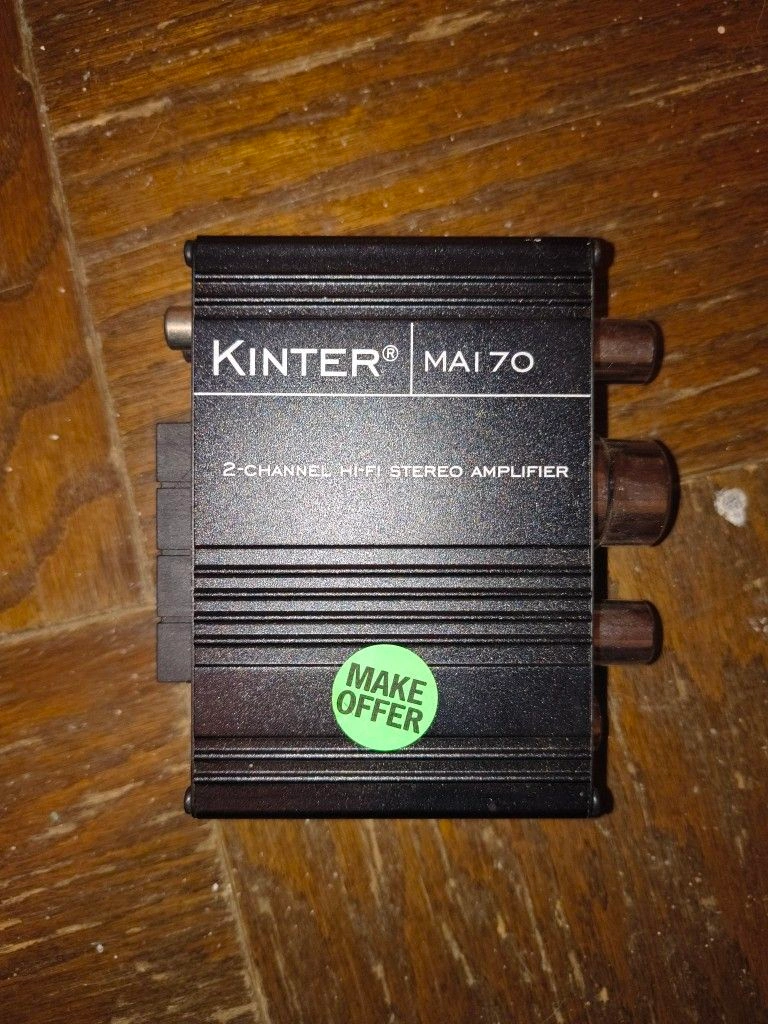 KINTER® MA170
2-CHANNEL HI-FI STEREO AMPLIFIER
MAKE
OFFER